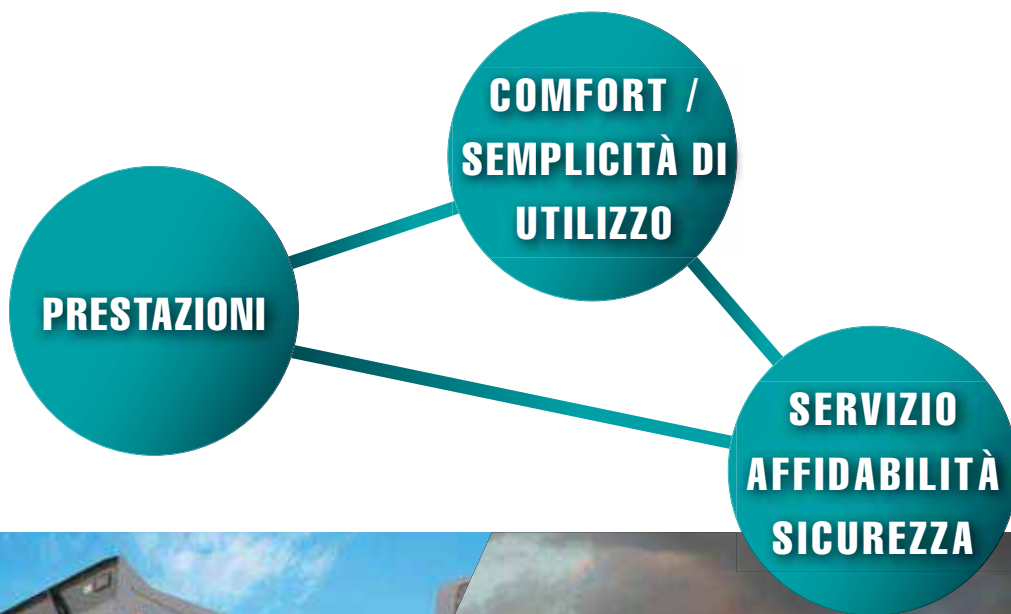 COMFORT /
SEMPLICITÀ DI
UTILIZZO
PRESTAZIONI
SERVIZIO
AFFIDABILITÀ
SICUREZZA